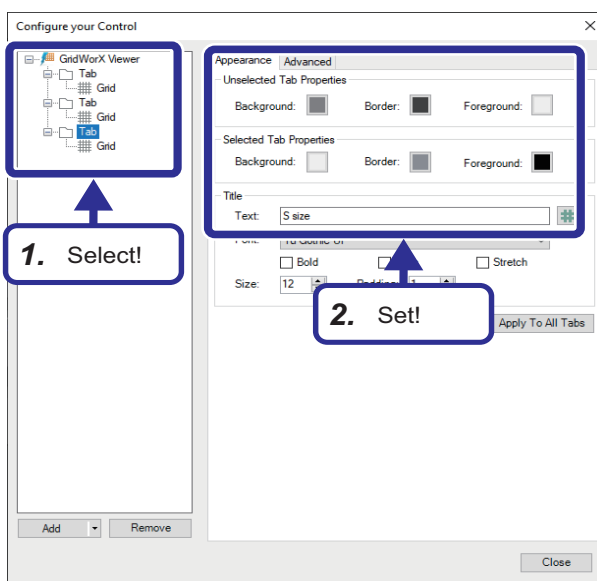 Configure your Control
GridWorX Viewer
Tab
Grid
Tab
Grid
Tab
Grid
1. Select!
Add
Remove
Appearance Advanced
Unselected Tab Properties
Background: Border: Foreground:
Selected Tab Properties
Background: Border: Foreground:
Title
Text: S size
Bold Stretch
Size: 12
2. Set!
Apply To All Tabs
Close